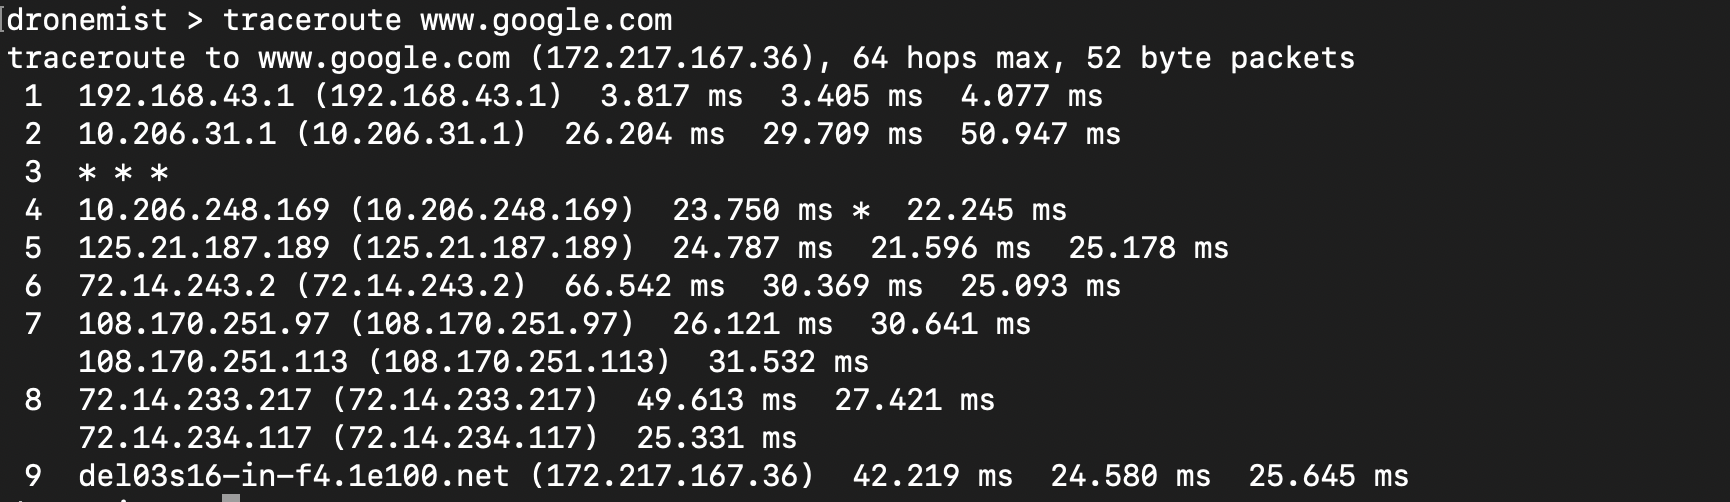 dronemist > traceroute www.google.com
traceroute to www.google.com (172.217.167.36), 64 hops max, 52 byte packets
1 192.168.43.1 (192.168.43.1) 3.817 ms 3.405 ms 4.077 ms
2 10.206.31.1 (10.206.31.1) 26.204 ms 29.709 ms 50.947 ms
3 * * *
4 10.206.248.169 (10.206.248.169) 23.750 ms * 22.245 ms
5 125.21.187.189 (125.21.187.189) 24.787 ms 21.596 ms 25.178 ms
6 72.14.243.2 (72.14.243.2) 66.542 ms 30.369 ms 25.093 ms
7 108.170.251.97 (108.170.251.97) 26.121 ms 30.641 ms
108.170.251.113 (108.170.251.113) 31.532 ms
8 72.14.233.217 (72.14.233.217) 49.613 ms 27.421 ms
72.14.234.117 (72.14.234.117) 25.331 ms
9 del03s16-in-f4.1e100.net (172.217.167.36) 42.219 ms 24.580 ms 25.645 ms